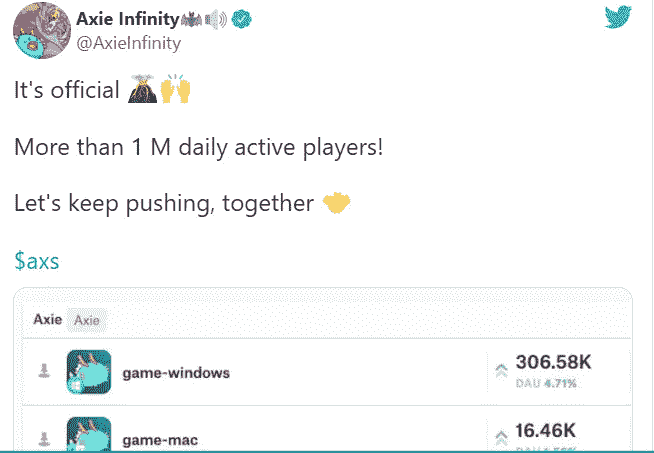 Axie Infinity🦇🔊
@AxieInfinity
It's official 🌋🙌
More than 1 M daily active players!
Let's keep pushing, together 🤝
$axs
Axie Axie
game-windows
306.58K
DAU 4.71%
game-mac
16.46K